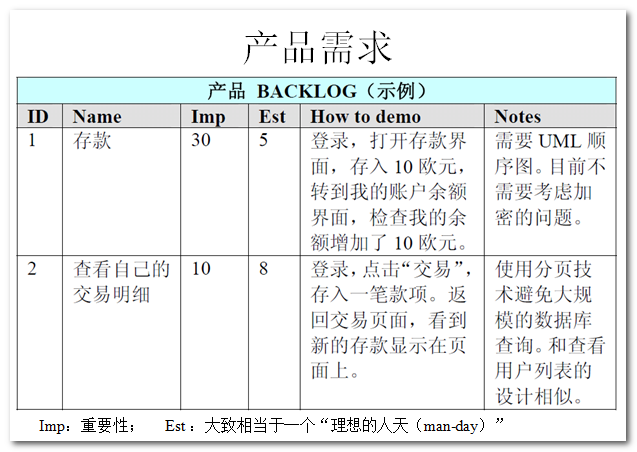 产品需求
产品 BACKLOG（示例）
ID Name Imp Est How to demo Notes
1 存款 30 5 登录，打开存款界
面，存入 10 欧元，
转到我的账户余额
界面，检查我的余
额增加了 10 欧元。
需要 UML 顺
序图。目前不
需要考虑加
密的问题。
2 查看自己的
交易明细
10 8 登录，点击“交易”，
存入一笔款项。返
回交易页面，看到
新的存款显示在页
面上。
使用分页技
术避免大规
模的数据库
查询。和查看
用户列表的
设计相似。
Imp：重要性； Est：大致相当于一个“理想的人天（man-day）”